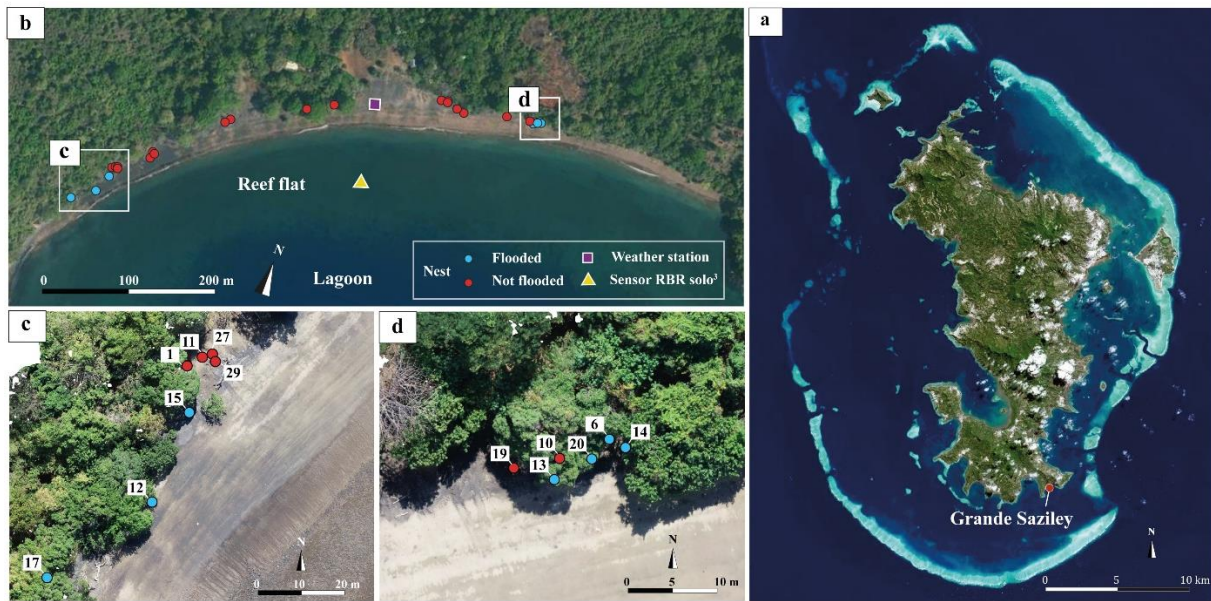 b
d
c
Reef flat
Lagoon
N
0 100 200 m
Nest
Flooded
Not flooded
Weather station
Sensor RBR solo³
a
Grande Saziley
N
0 5 10 km
c
27
11
1
29
15
12
17
N
0 10 20 m
d
6
14
10
20
19
13
N
0 5 10 m